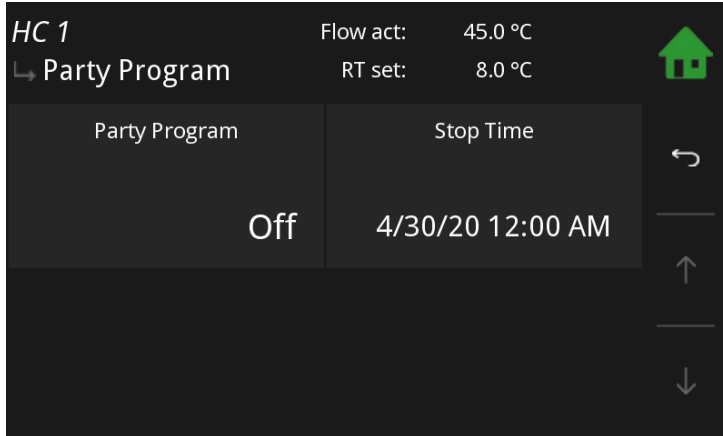 HC 1 Flow act: 45.0 °C
Party Program RT set: 8.0 °C
Party Program Stop Time
Off 4/30/20 12:00 AM